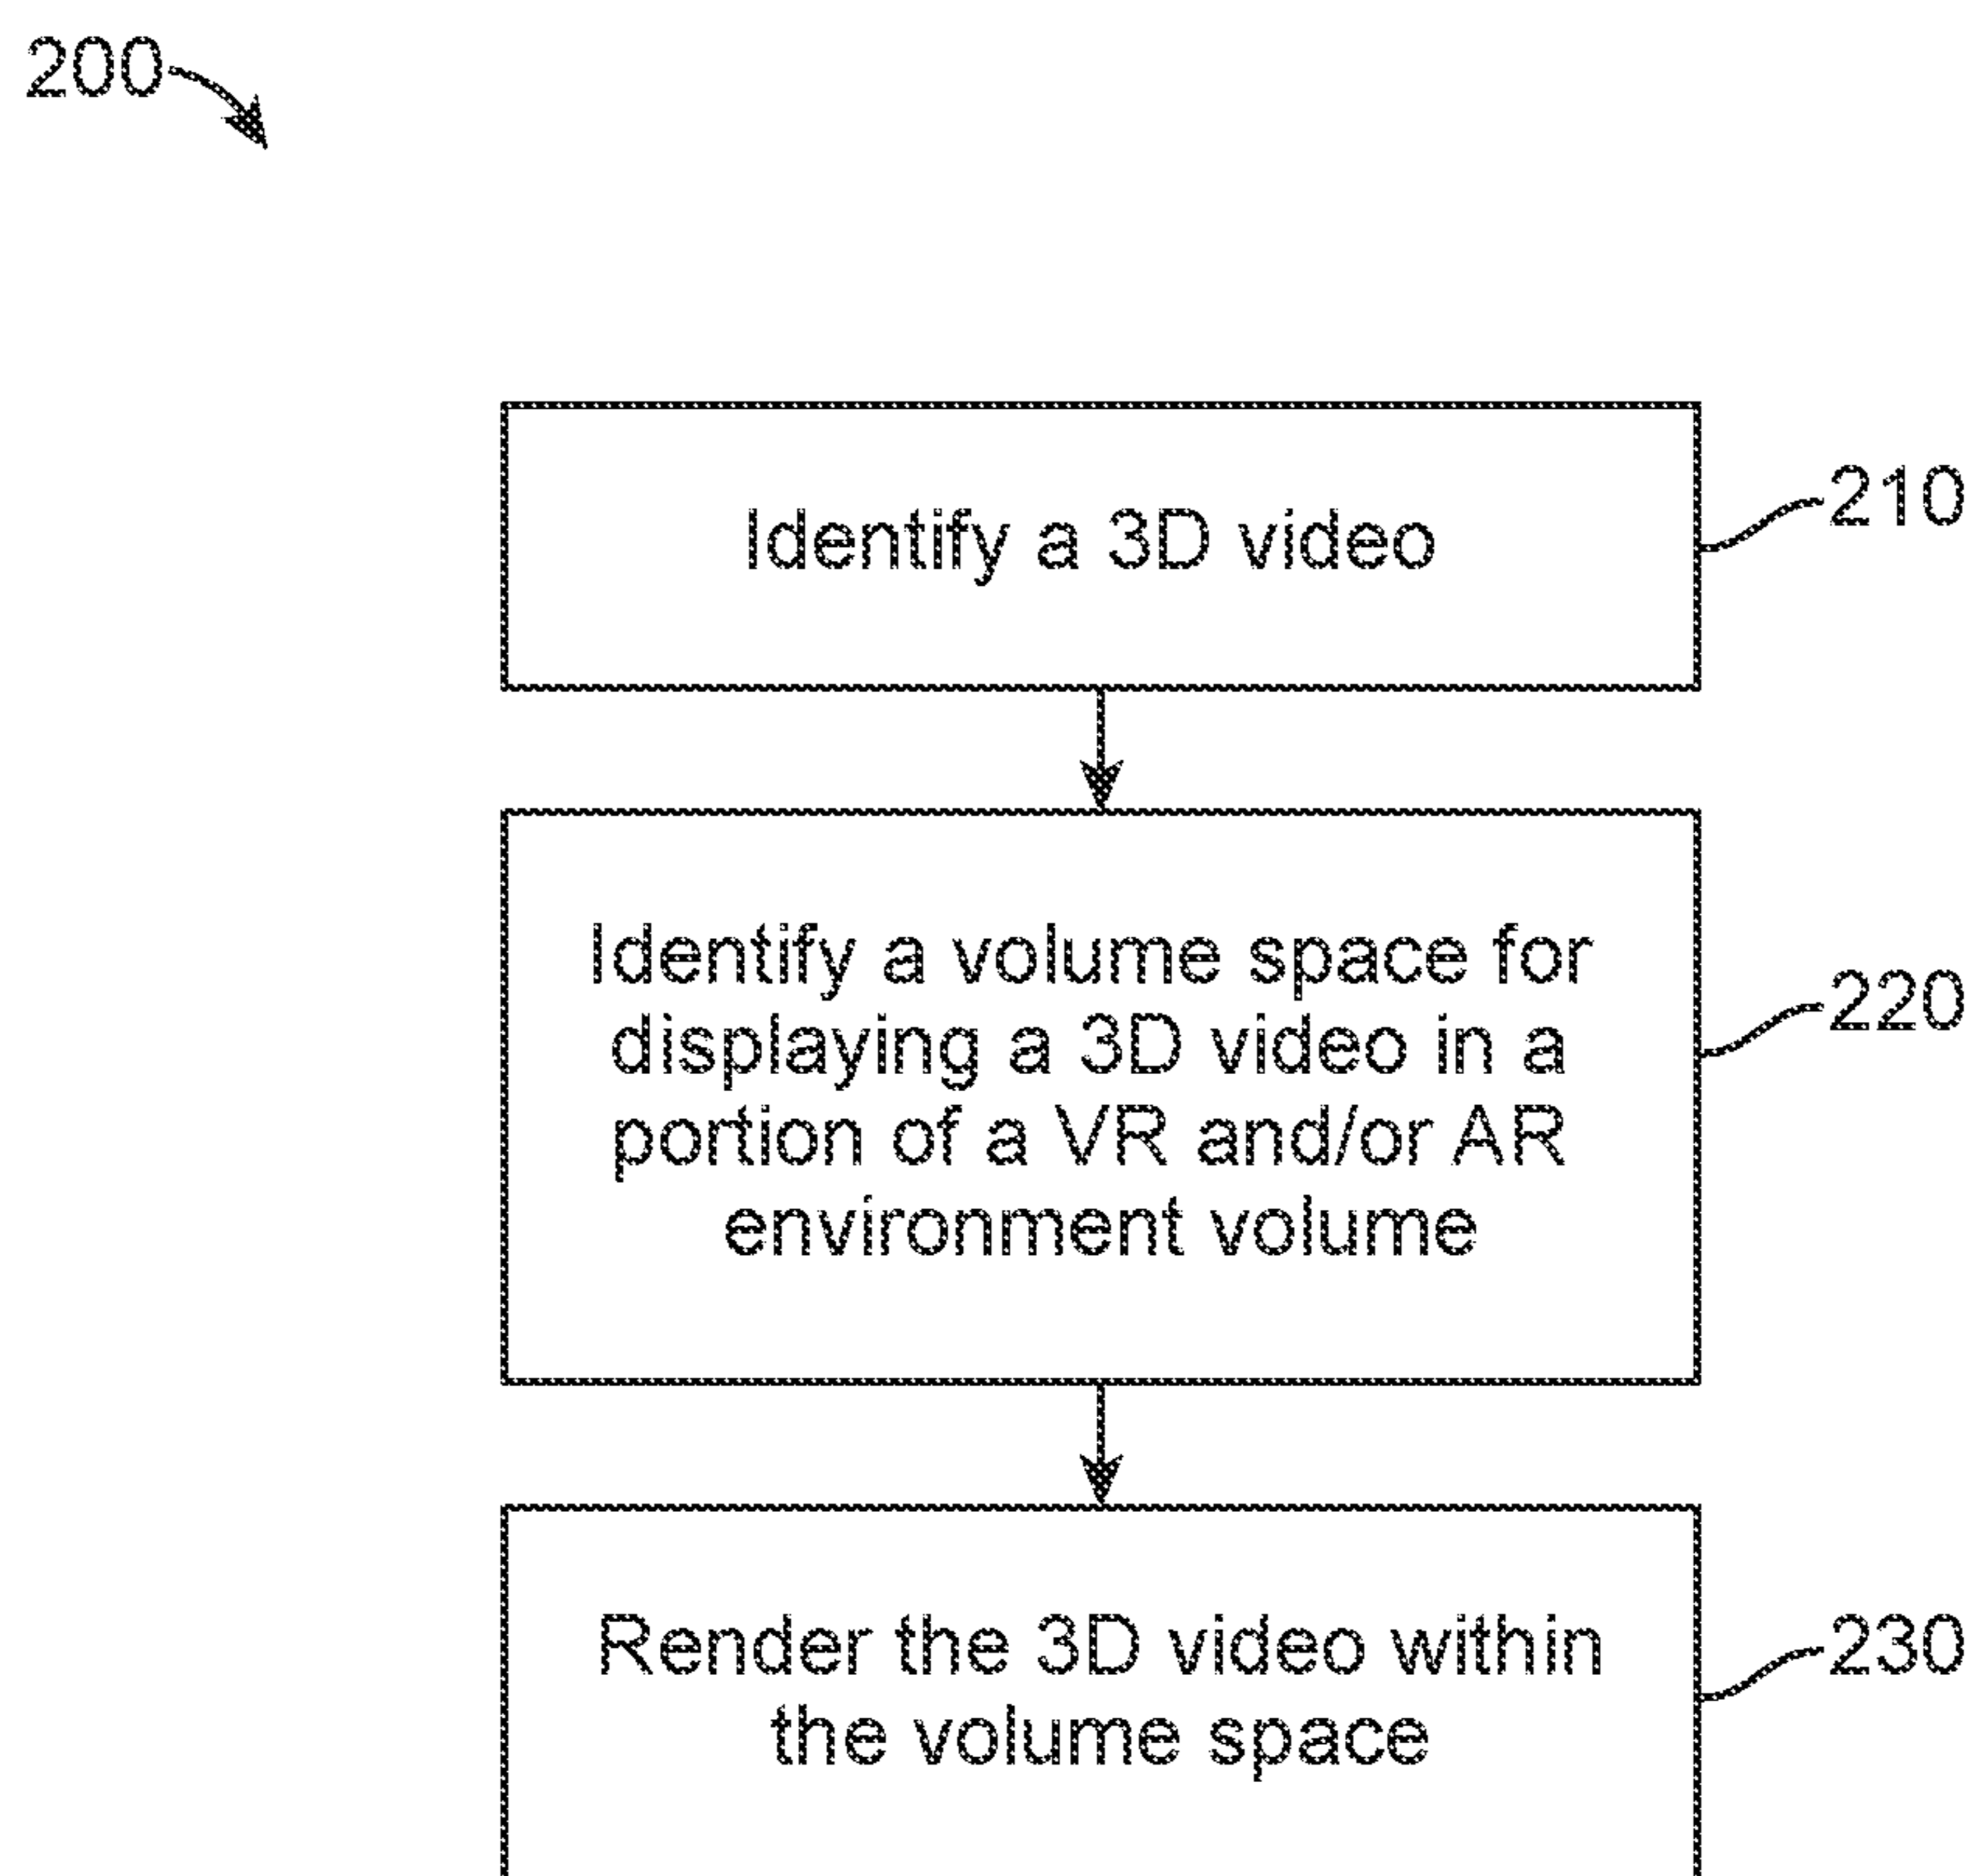 200
Identify a 3D video
210
Identify a volume space for
displaying a 3D video in a
portion of a VR and/or AR
environment volume
220
Render the 3D video within
the volume space
230